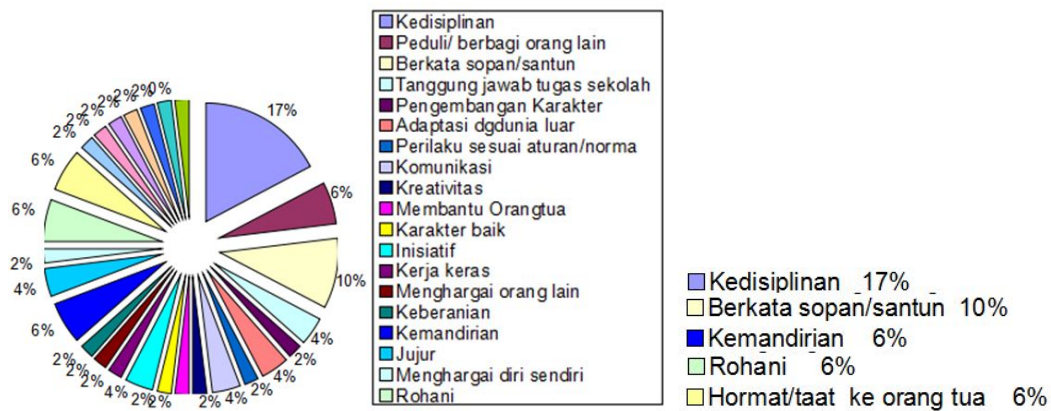 17%
6%
10%
4%
2%
4%
2%
4%
2%
2%
2%
4%
2%
2%
2%
6%
4%
2%
6%
6%
2%
2%
2%
2%
2%
0%
Kedisiplinan
Peduli/ berbagi orang lain
Berkata sopan/santun
Tanggung jawab tugas sekolah
Pengembangan Karakter
Adaptasi dgdunia luar
Perilaku sesuai aturan/norma
Komunikasi
Kreativitas
Membantu Orangtua
Karakter baik
Inisiatif
Kerja keras
Menghargai orang lain
Keberanian
Kemandirian
Jujur
Menghargai diri sendiri
Rohani
Kedisiplinan 17%
Berkata sopan/santun 10%
Kemandirian 6%
Rohani 6%
Hormat/taat ke orang tua 6%